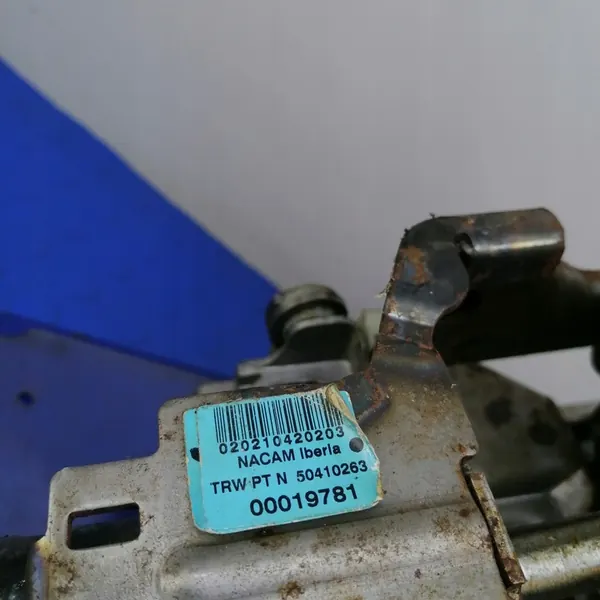 020210420203
NACAM Iberia
TRW PT N 50410263
00019781